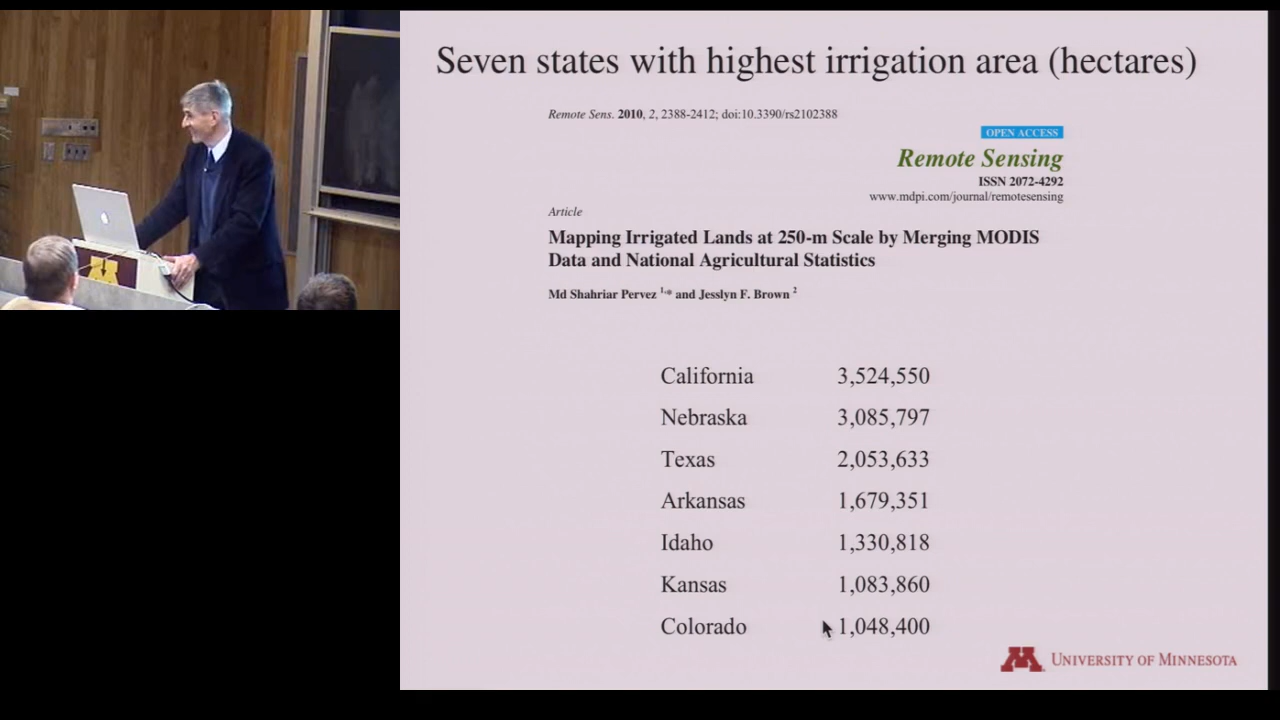 Seven states with highest irrigation area (hectares)
Remote Sens. 2010, 2, 2388-2412; doi:10.3390/rs2102388
OPEN ACCESS
Remote Sensing
ISSN 2072-4292
www.mdpi.com/journal/remotesensing
Article
Mapping Irrigated Lands at 250-m Scale by Merging MODIS
Data and National Agricultural Statistics
Md Shahriar Pervez 1,* and Jesslyn F. Brown 2
California 3,524,550
Nebraska 3,085,797
Texas 2,053,633
Arkansas 1,679,351
Idaho 1,330,818
Kansas 1,083,860
Colorado 1,048,400
M UNIVERSITY OF MINNESOTA
M